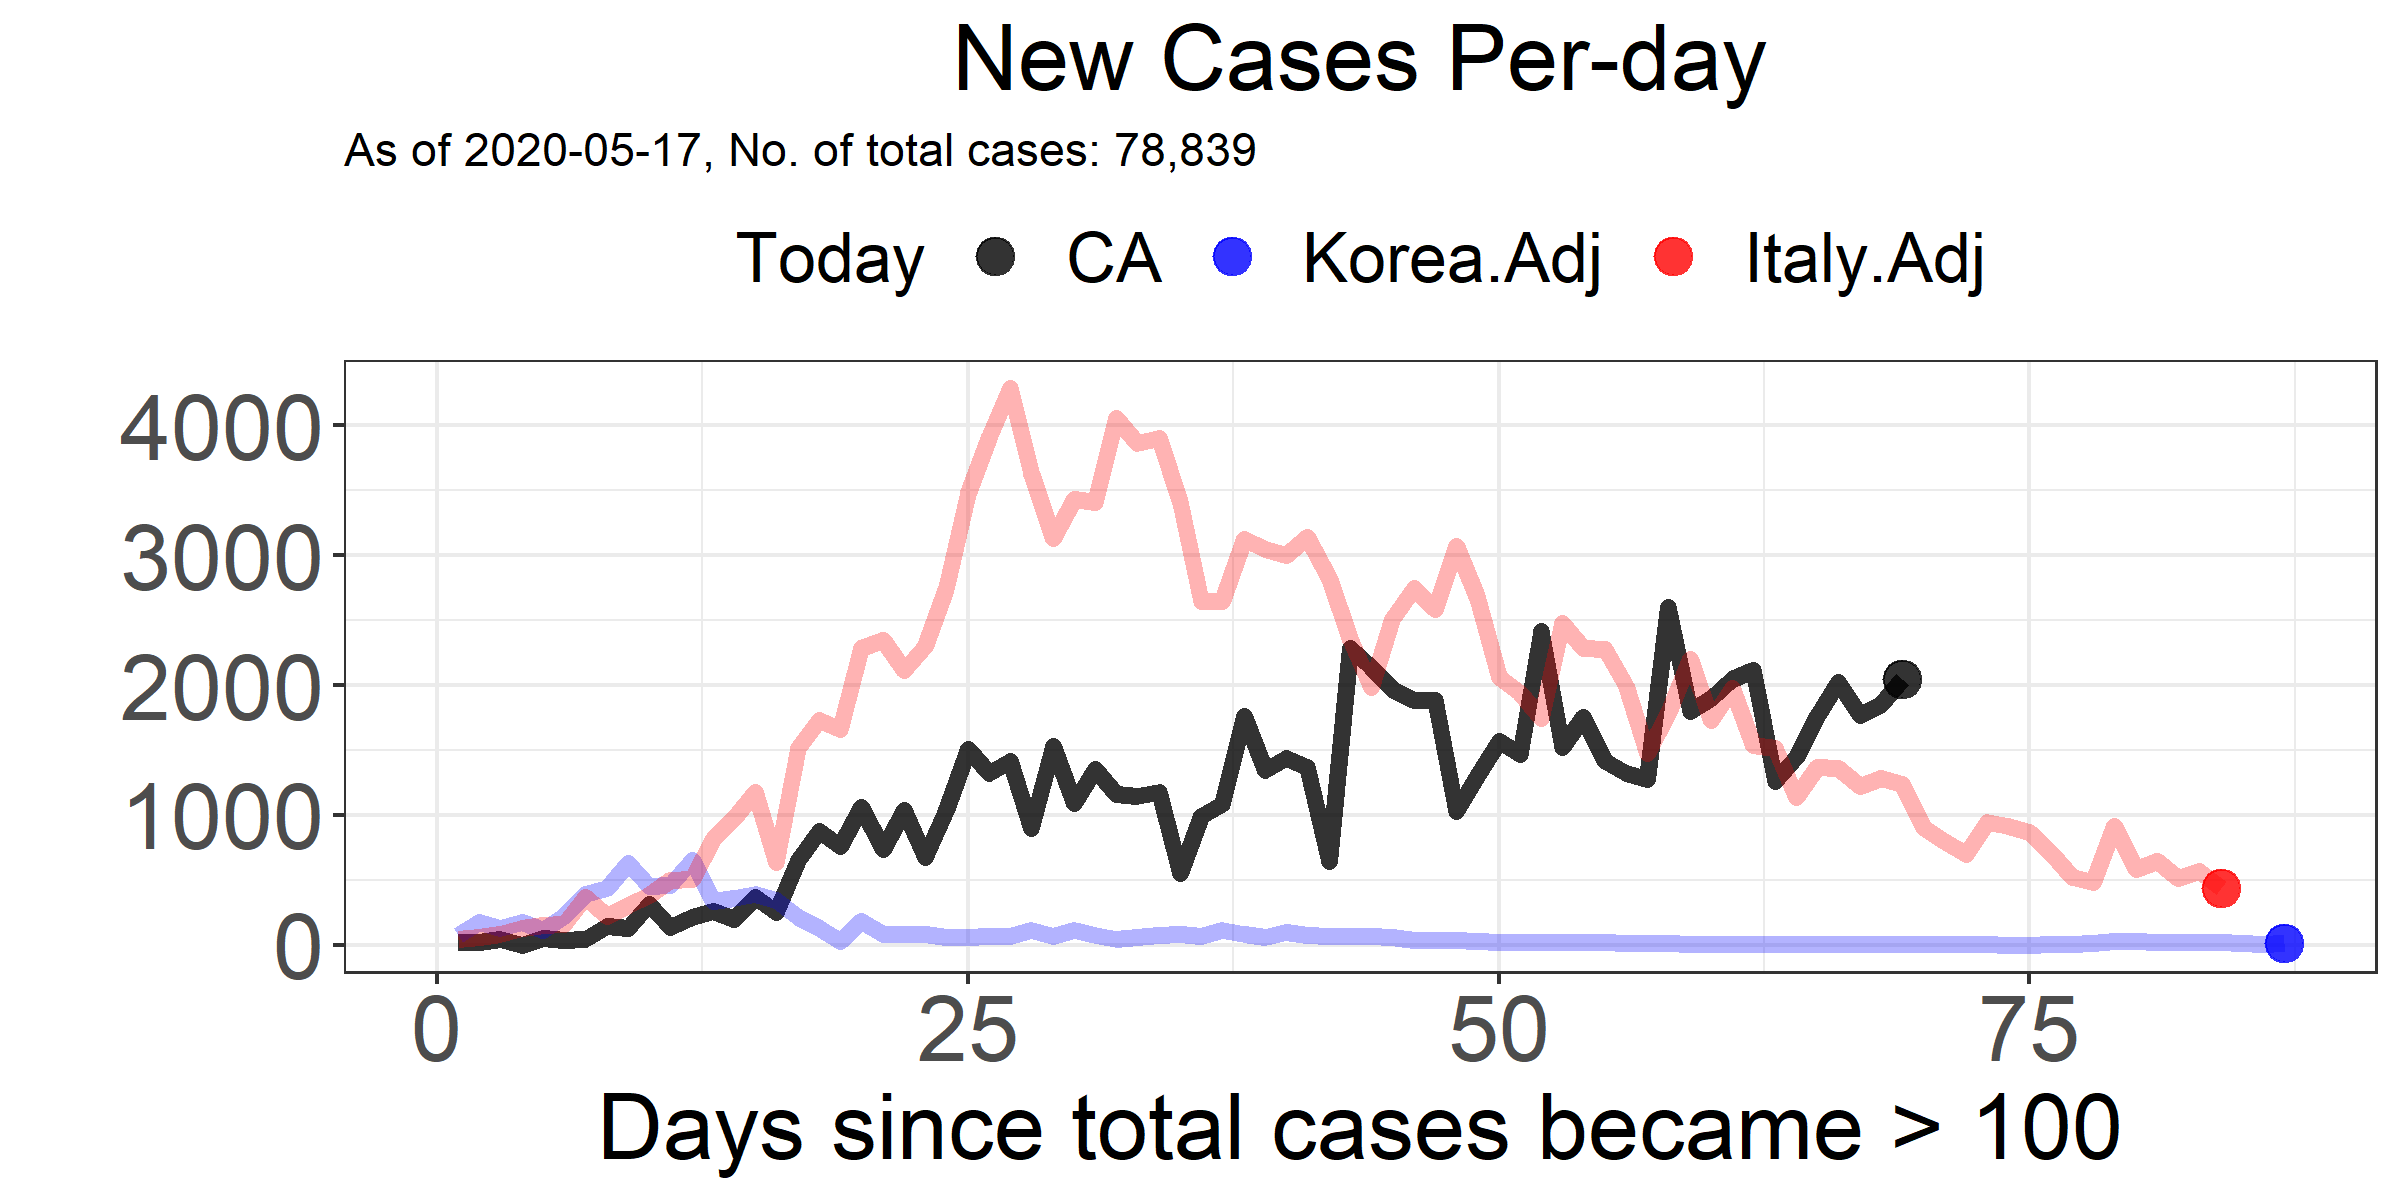 New Cases Per-day
As of 2020-05-17, No. of total cases: 78,839
Today CA Korea.Adj Italy.Adj
4000
3000
2000
1000
0
0 25 50 75
Days since total cases became > 100